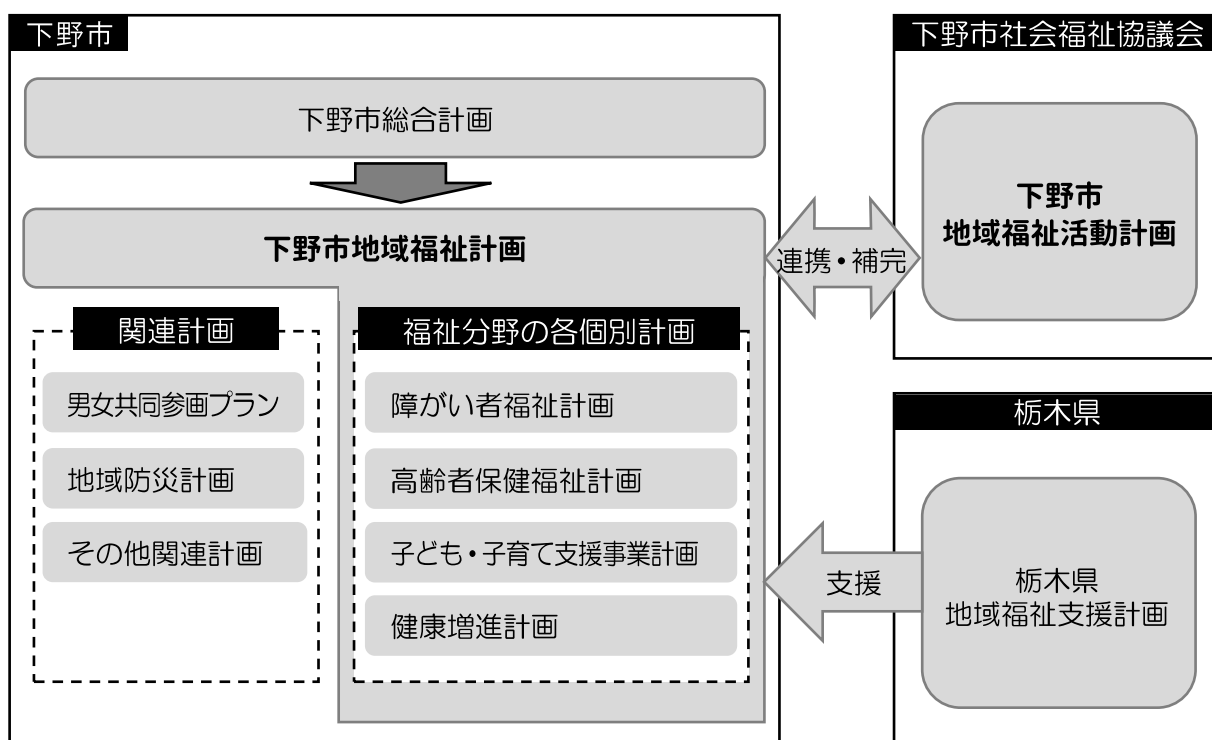 下野市
下野市総合計画
下野市地域福祉計画
関連計画
男女共同参画プラン
地域防災計画
その他関連計画
福祉分野の各個別計画
障がい者福祉計画
高齢者保健福祉計画
子ども・子育て支援事業計画
健康増進計画
連携・補完
支援
下野市社会福祉協議会
下野市
地域福祉活動計画
栃木県
栃木県
地域福祉支援計画